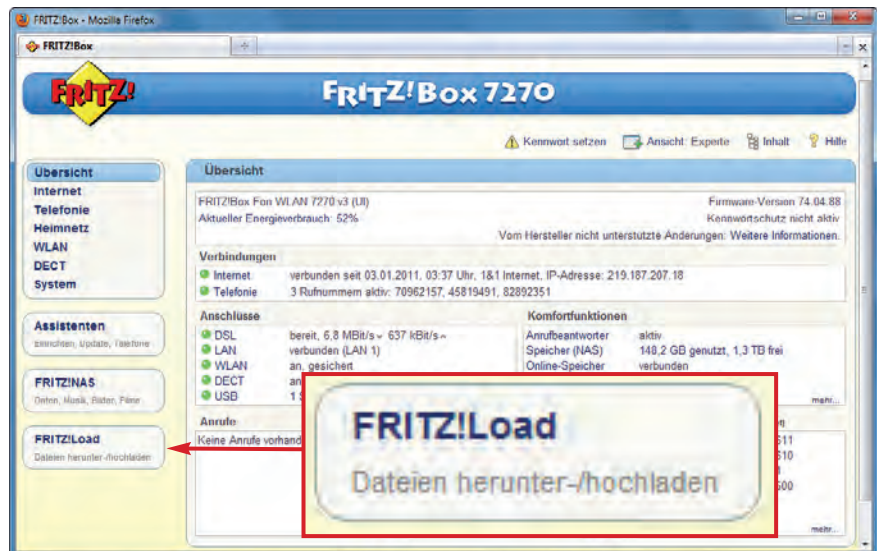 FRITZ!Box - Mozilla Firefox
FRITZ!Box
FRITZ!
FRITZ!Box 7270
Kennwort setzen Ansicht: Experte Inhalt Hilfe
Übersicht
Internet
Telefonie
Heimnetz
WLAN
DECT
System
Assistenten
Einrichten, Update, Telefone
FRITZ!NAS
Daten, Musik, Bilder, Filme
FRITZ!Load
Dateien herunter-/hochladen
Übersicht
FRITZ!Box Fon WLAN 7270 v3 (UI) Firmware-Version 74.04.88
Aktueller Energieverbrauch: 52% Kennwortschutz nicht aktiv
Vom Hersteller nicht unterstützte Änderungen: Weitere Informationen.
Verbindungen
Internet verbunden seit 03.01.2011, 03:37 Uhr, 1&1 Internet, IP-Adresse: 219.187.207.18
Telefonie 3 Rufnummern aktiv: 70962157, 45819491, 82892351
Anschlüsse
DSL bereit, 6,8 MBit/s 637 kBit/s
LAN verbunden (LAN 1)
WLAN an, gesichert
DECT
USB
Komfortfunktionen
Anrufbeantworter aktiv
Speicher (NAS) 148,2 GB genutzt, 1,3 TB frei
Online-Speicher verbunden
mehr...
Anrufe
Keine Anrufe
mehr...
FRITZ!Load
Dateien herunter-/hochladen